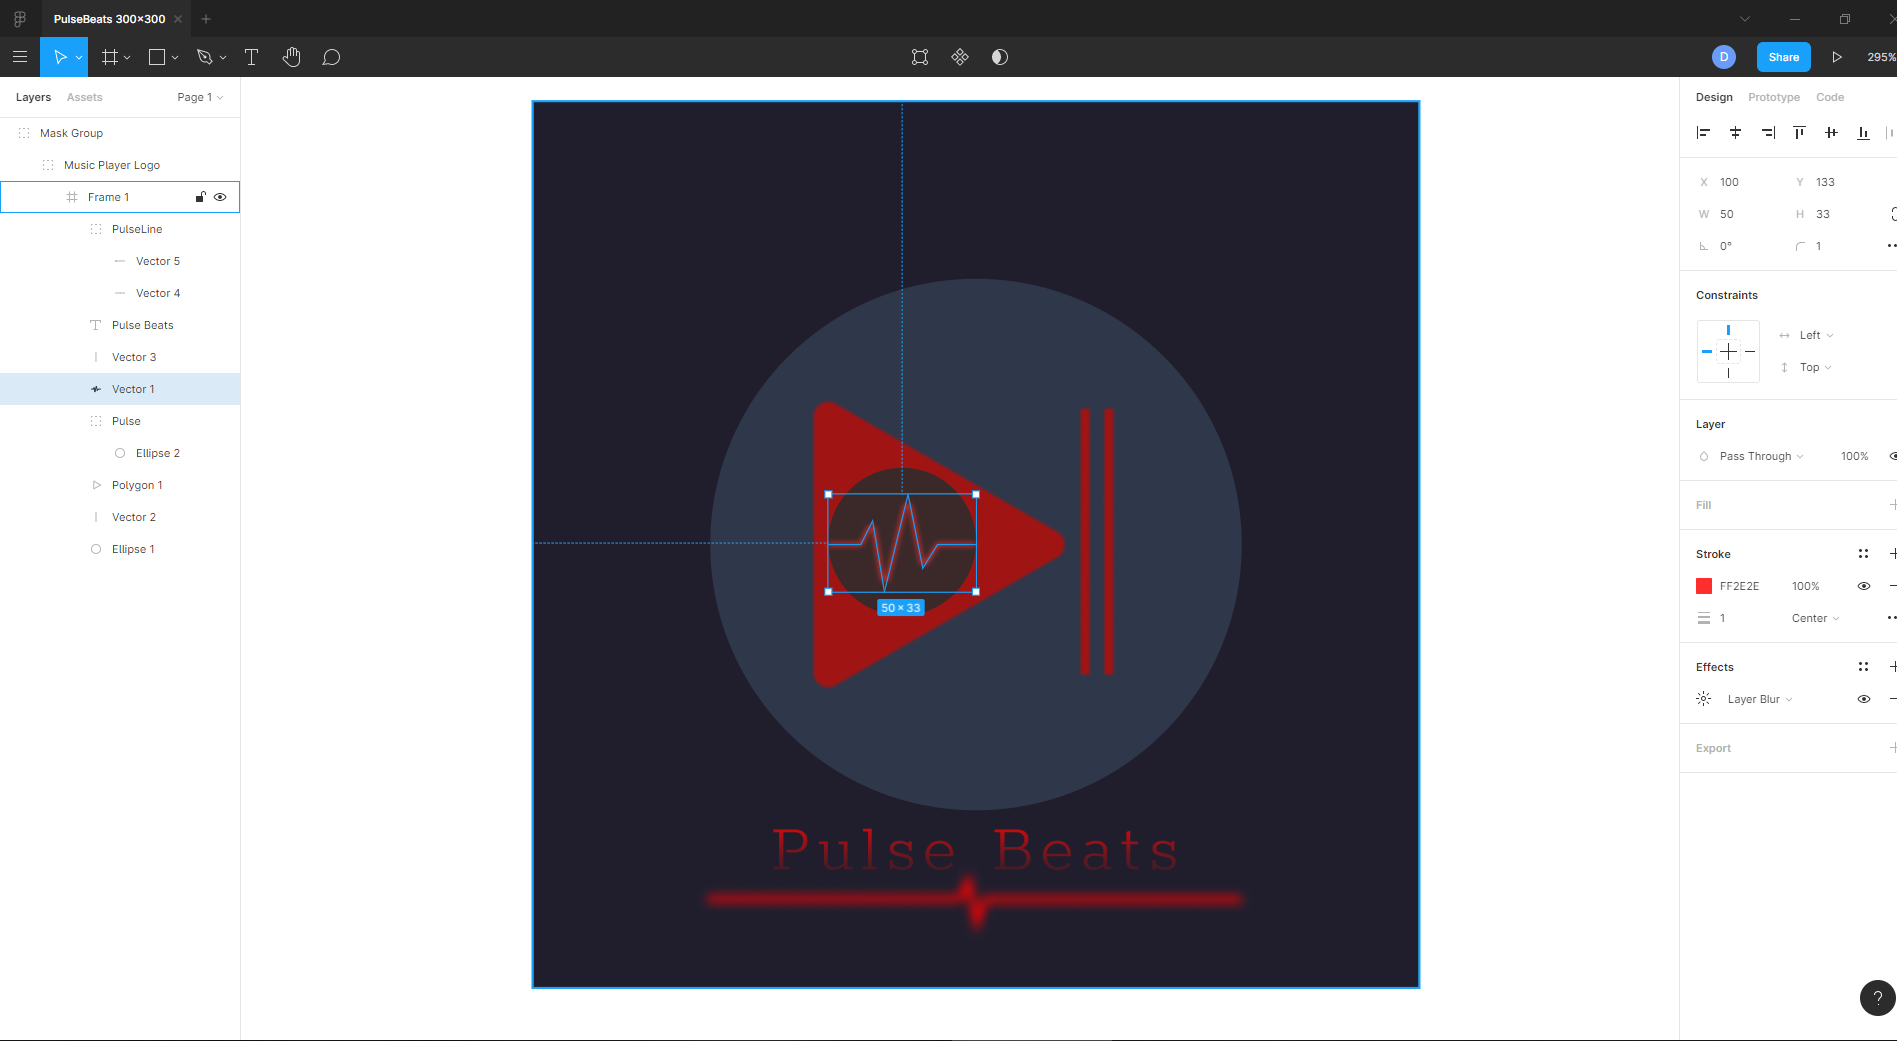 PulseBeats 300×300
D
Share
295%
Layers
Assets
Page 1
Mask Group
Music Player Logo
Frame 1
PulseLine
Vector 5
Vector 4
Pulse Beats
Vector 3
Vector 1
Pulse
Ellipse 2
Polygon 1
Vector 2
Ellipse 1
50 × 33
Pulse Beats
Design
Prototype
Code
X 100
Y 133
W 50
H 33
0°
1
Constraints
Left
Top
Layer
Pass Through
100%
Fill
Stroke
FF2E2E
100%
1
Center
Effects
Layer Blur
Export
?